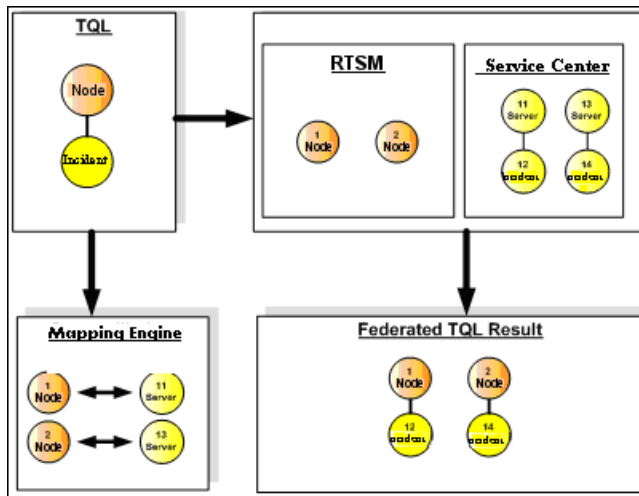 TQL
Node
Incident
RTSM
1
Node
2
Node
Service Center
11
Server
13
Server
12
14
Mapping Engine
1
Node
11
Server
2
Node
13
Server
Federated TQL Result
1
Node
2
Node
12
14